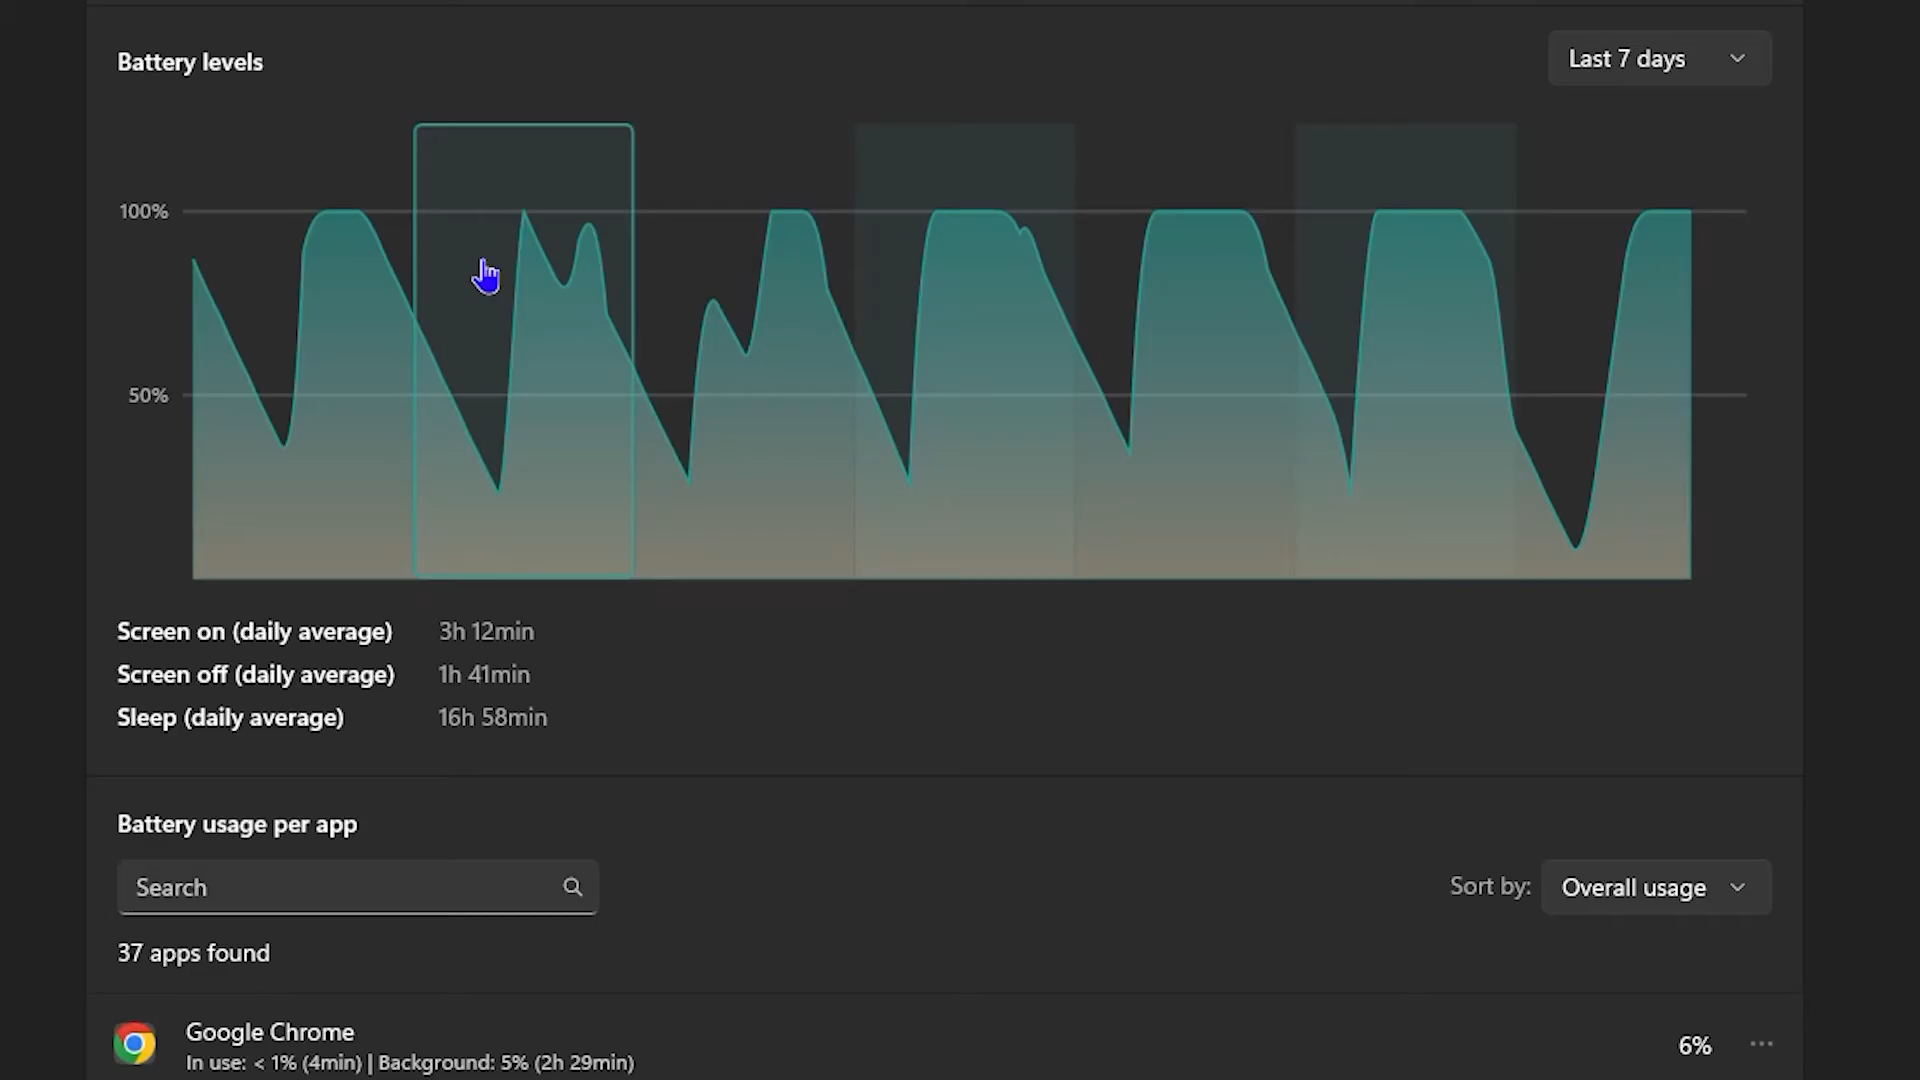 Battery levels
Last 7 days
100%
50%
Screen on (daily average) 3h 12min
Screen off (daily average) 1h 41min
Sleep (daily average) 16h 58min
Battery usage per app
Search
Sort by: Overall usage
37 apps found
Google Chrome
In use: < 1% (4min) | Background: 5% (2h 29min)
6%